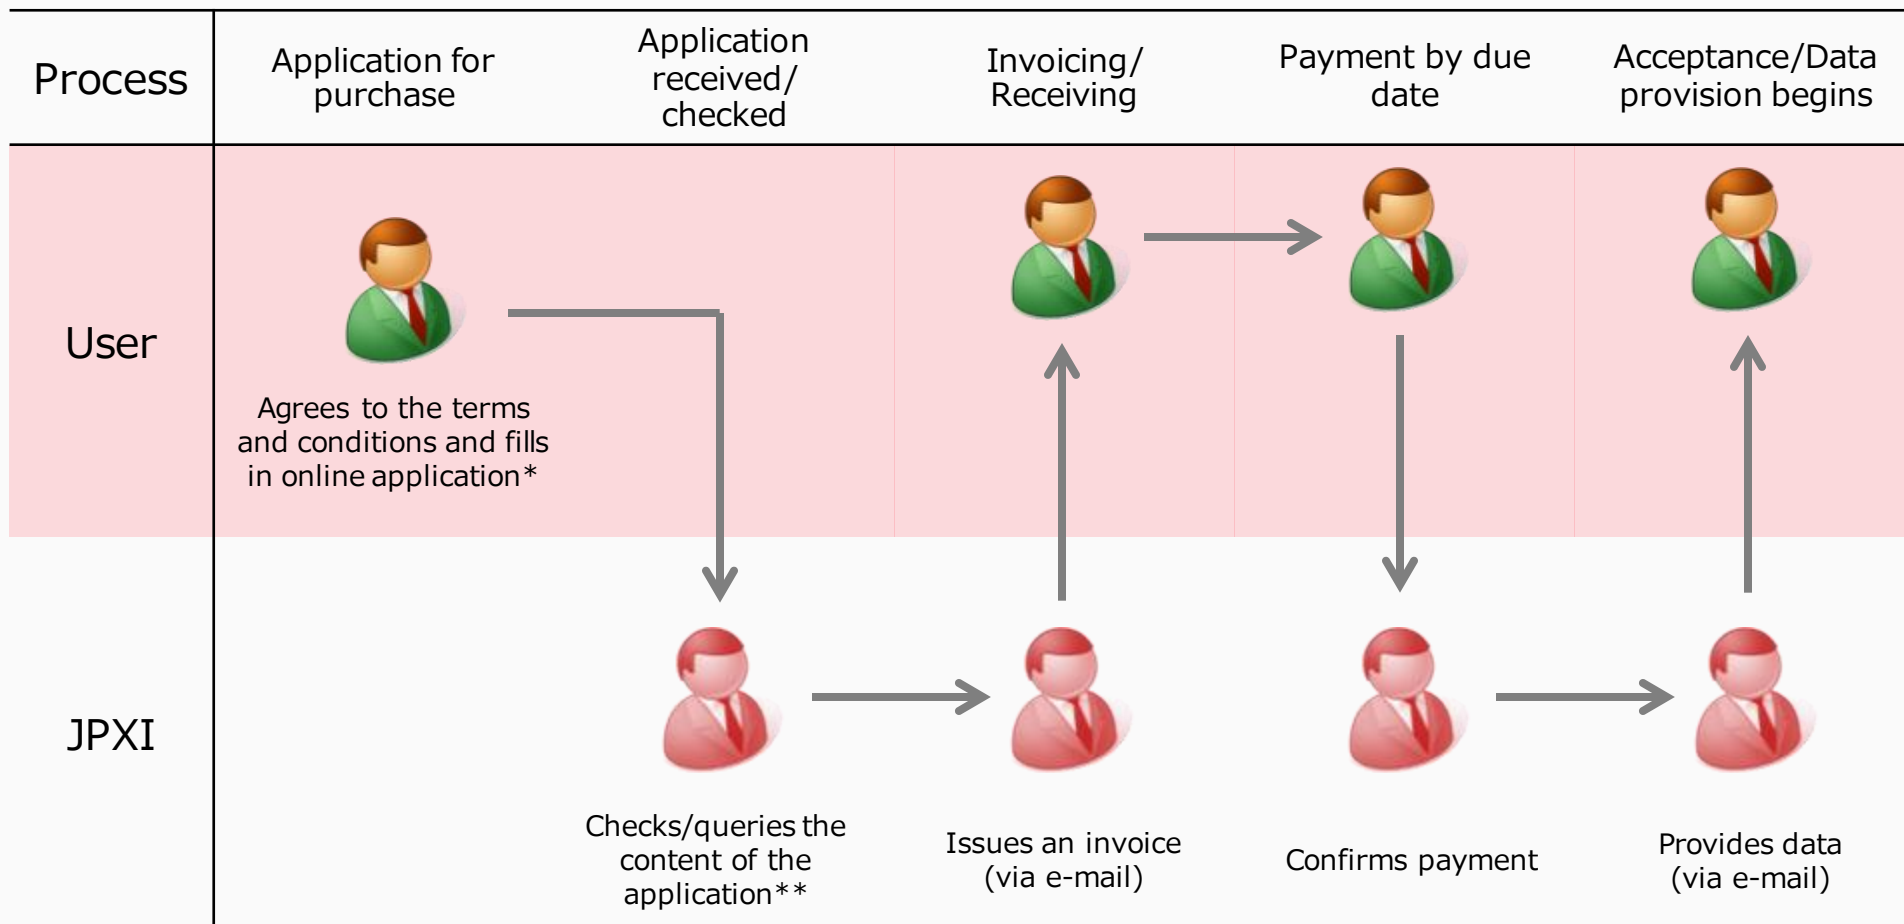 Process
Application for
purchase
Application
received/
checked
Invoicing/
Receiving
Payment by due
date
Acceptance/Data
provision begins
User
Agrees to the terms
and conditions and fills
in online application*
JPXI
Checks/queries the
content of the
application**
Issues an invoice
(via e-mail)
Confirms payment
Provides data
(via e-mail)